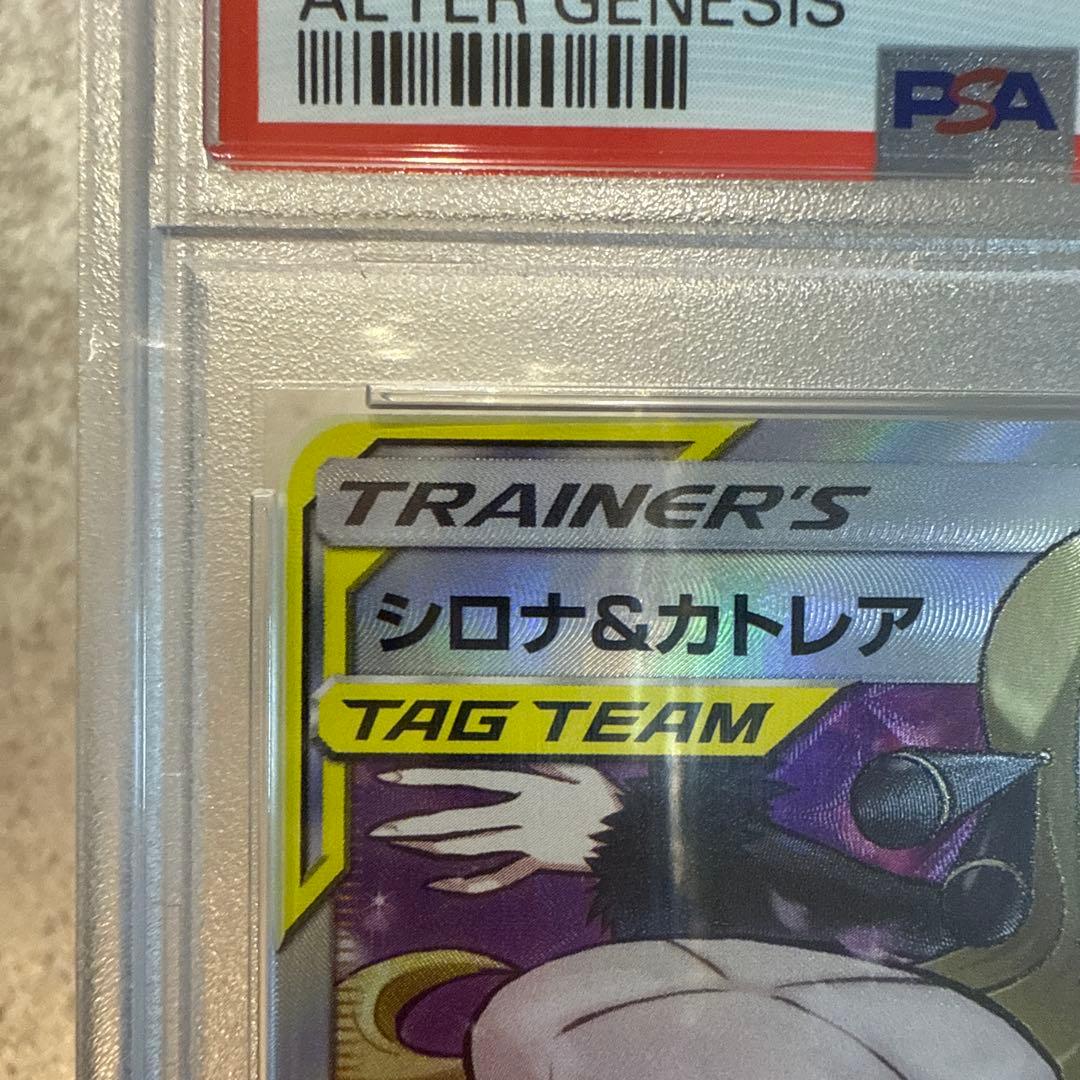 ALTER GENESIS
PSA
TRAINER'S
シロナ&カトレア
TAG TEAM